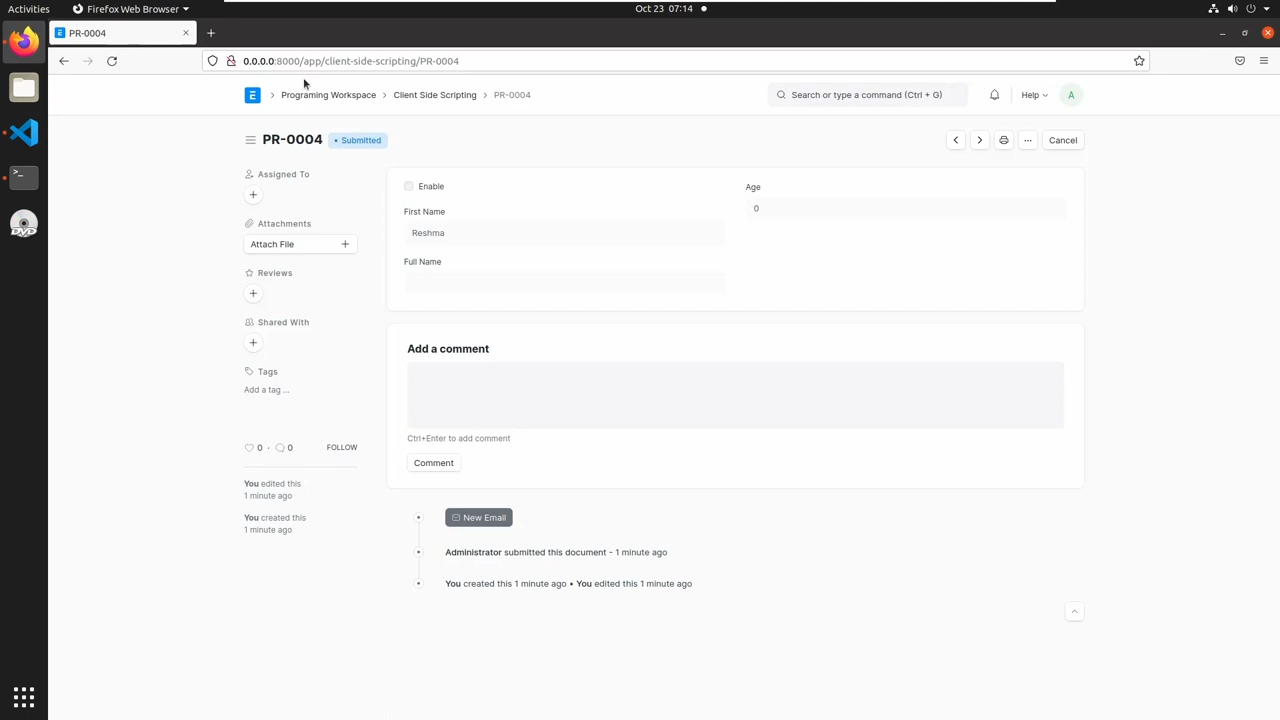 Activities
Firefox Web Browser
Oct 23 07:14
PR-0004
0.0.0.0:8000/app/client-side-scripting/PR-0004
E
Programing Workspace
Client Side Scripting
PR-0004
Search or type a command (Ctrl + G)
Help
A
PR-0004
Submitted
Cancel
Assigned To
Attachments
Attach File
Reviews
Shared With
Tags
Add a tag ...
0 · 0
FOLLOW
You edited this
1 minute ago
You created this
1 minute ago
Enable
First Name
Reshma
Full Name
Age
0
Add a comment
Ctrl+Enter to add comment
Comment
New Email
Administrator submitted this document - 1 minute ago
You created this 1 minute ago • You edited this 1 minute ago
DVD